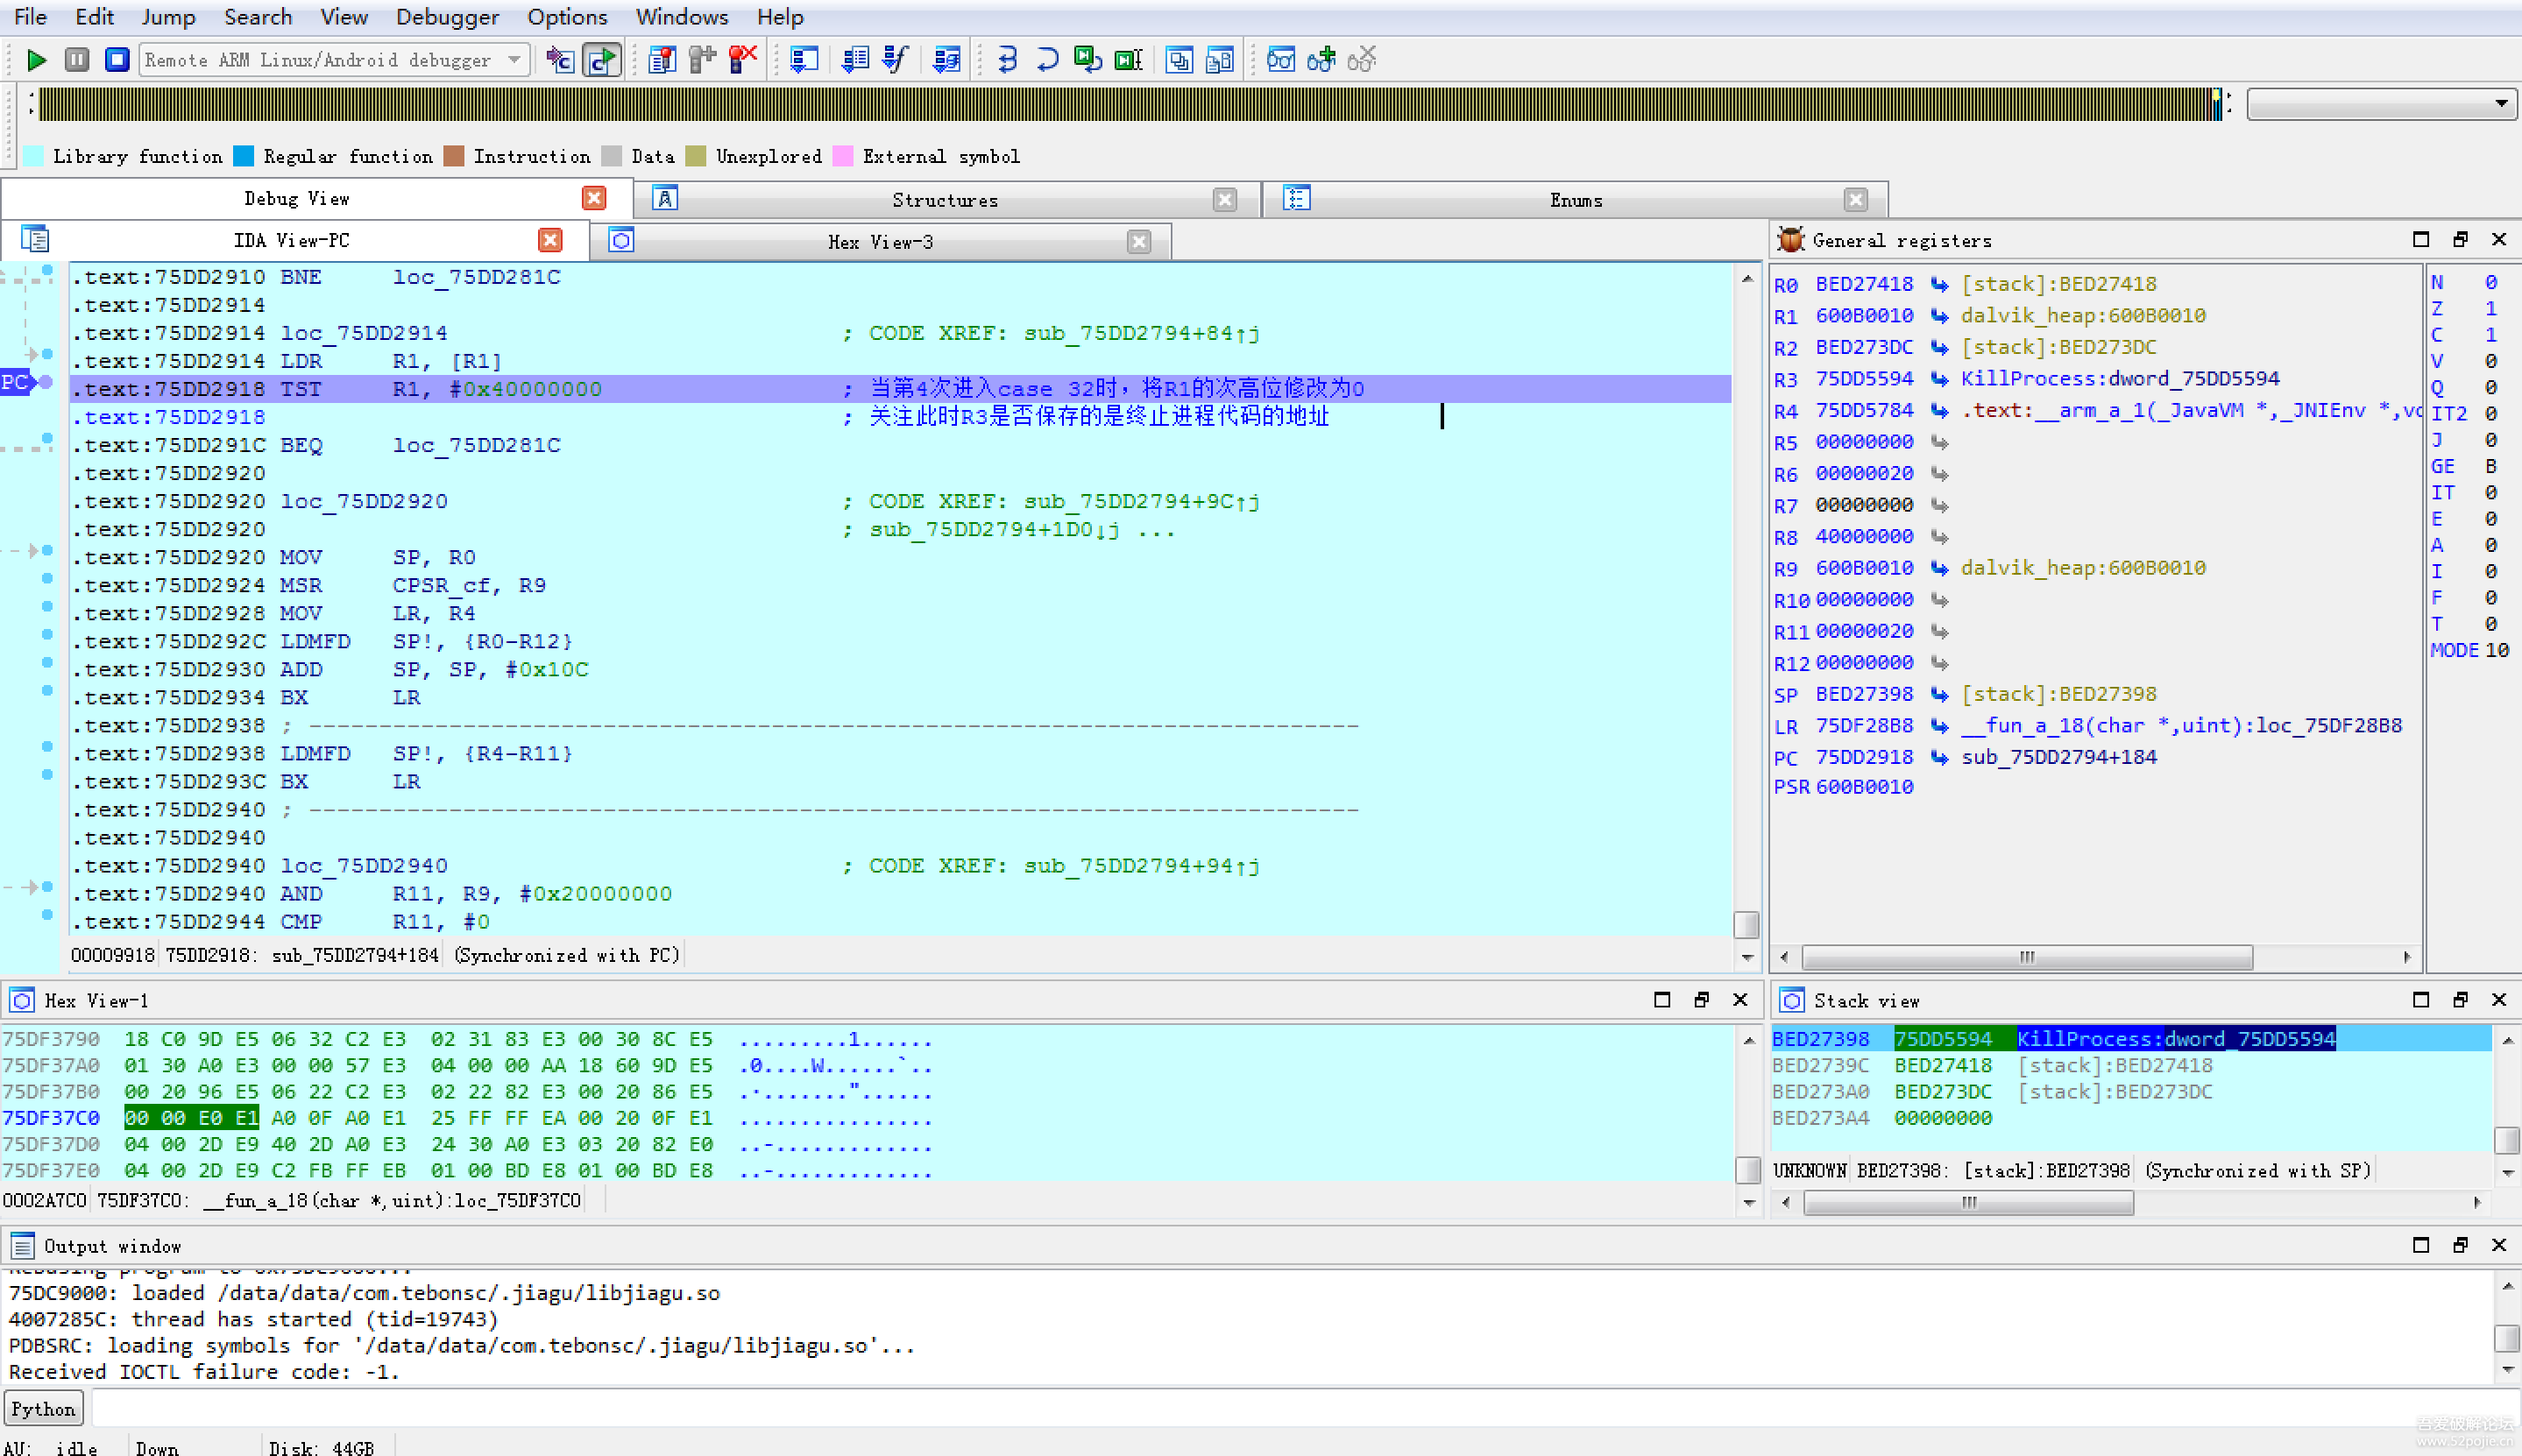 File Edit Jump Search View Debugger Options Windows Help
Remote ARM Linux/Android debugger
Library function Regular function Instruction Data Unexplored External symbol
Debug View Structures Enums
IDA View-PC Hex View-3
.text:75DD2910 BNE loc_75DD281C
.text:75DD2914
.text:75DD2914 loc_75DD2914 ; CODE XREF: sub_75DD2794+84↑j
.text:75DD2914 LDR R1, [R1]
PC
.text:75DD2918 TST R1, #0x40000000 ; 当第4次进入case 32时，将R1的次高位修改为0
.text:75DD2918 ; 关注此时R3是否保存的是终止进程代码的地址
.text:75DD291C BEQ loc_75DD281C
.text:75DD2920
.text:75DD2920 loc_75DD2920 ; CODE XREF: sub_75DD2794+9C↑j
.text:75DD2920 ; sub_75DD2794+1D0↓j ...
.text:75DD2920 MOV SP, R0
.text:75DD2924 MSR CPSR_cf, R9
.text:75DD2928 MOV LR, R4
.text:75DD292C LDMFD SP!, {R0-R12}
.text:75DD2930 ADD SP, SP, #0x10C
.text:75DD2934 BX LR
.text:75DD2938 ; ---------------------------------------------------------------------------
.text:75DD2938 LDMFD SP!, {R4-R11}
.text:75DD293C BX LR
.text:75DD2940 ; ---------------------------------------------------------------------------
.text:75DD2940
.text:75DD2940 loc_75DD2940 ; CODE XREF: sub_75DD2794+94↑j
.text:75DD2940 AND R11, R9, #0x20000000
.text:75DD2944 CMP R11, #0
00009918 75DD2918: sub_75DD2794+184 (Synchronized with PC)
General registers
R0 BED27418 [stack]:BED27418
R1 600B0010 dalvik_heap:600B0010
R2 BED273DC [stack]:BED273DC
R3 75DD5594 KillProcess:dword_75DD5594
R4 75DD5784 .text:__arm_a_1(_JavaVM *,_JNIEnv *,vc
R5 00000000
R6 00000020
R7 00000000
R8 40000000
R9 600B0010 dalvik_heap:600B0010
R10 00000000
R11 00000020
R12 00000000
SP BED27398 [stack]:BED27398
LR 75DF28B8 __fun_a_18(char *,uint):loc_75DF28B8
PC 75DD2918 sub_75DD2794+184
PSR 600B0010
N 0
Z 1
C 1
V 0
Q 0
IT2 0
J 0
GE B
IT 0
E 0
A 0
I 0
F 0
T 0
MODE 10
Hex View-1
75DF3790 18 C0 9D E5 06 32 C2 E3 02 31 83 E3 00 30 8C E5 .........1......
75DF37A0 01 30 A0 E3 00 00 57 E3 04 00 00 AA 18 60 9D E5 .0....W......`..
75DF37B0 00 20 96 E5 06 22 C2 E3 02 22 82 E3 00 20 86 E5 .·......."......
75DF37C0 00 00 E0 E1 A0 0F A0 E1 25 FF FF EA 00 20 0F E1 ................
75DF37D0 04 00 2D E9 40 2D A0 E3 24 30 A0 E3 03 20 82 E0 ..-.............
75DF37E0 04 00 2D E9 C2 FB FF EB 01 00 BD E8 01 00 BD E8 ..-.............
0002A7C0 75DF37C0: __fun_a_18(char *,uint):loc_75DF37C0
Stack view
BED27398 75DD5594 KillProcess:dword_75DD5594
BED2739C BED27418 [stack]:BED27418
BED273A0 BED273DC [stack]:BED273DC
BED273A4 00000000
UNKNOWN BED27398: [stack]:BED27398 (Synchronized with SP)
Output window
75DC9000: loaded /data/data/com.tebonsc/.jiagu/libjiagu.so
4007285C: thread has started (tid=19743)
PDBSRC: loading symbols for '/data/data/com.tebonsc/.jiagu/libjiagu.so'...
Received IOCTL failure code: -1.
Python
AU: idle Down Disk: 44GB
吾爱破解论坛
www.52pojie.cn